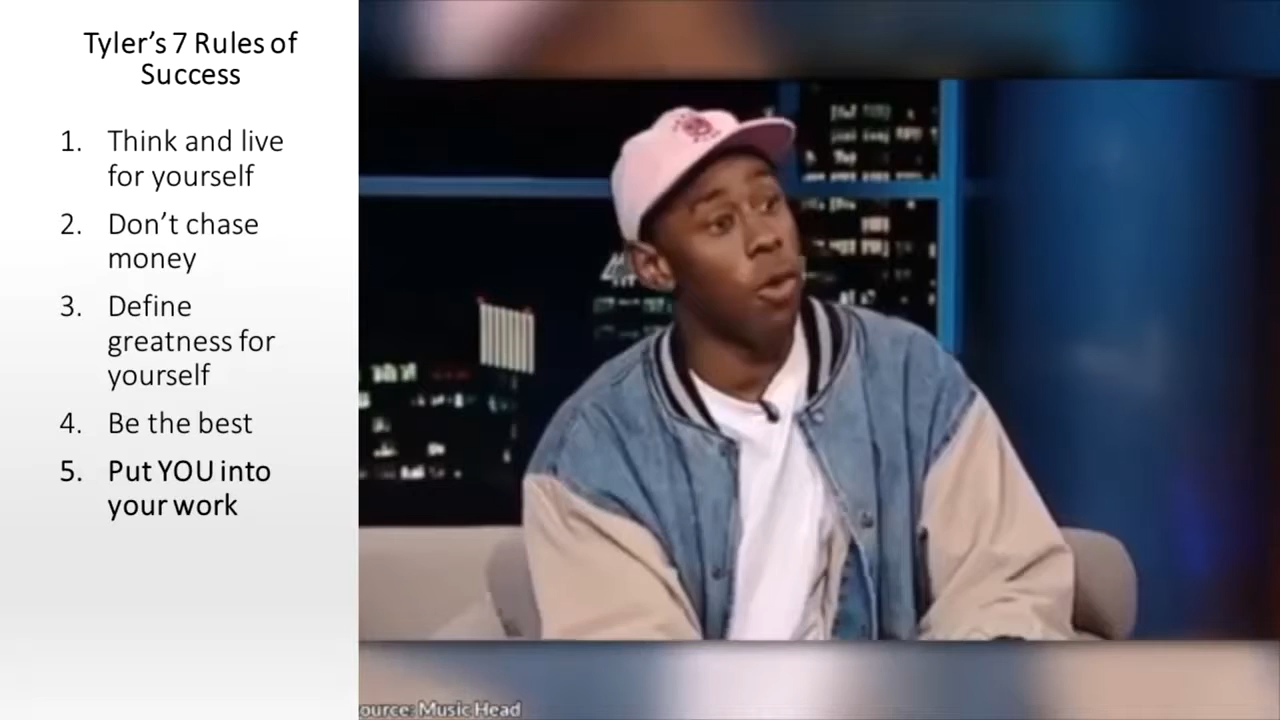 Tyler’s 7 Rules of
Success
1. Think and live
for yourself
2. Don’t chase
money
3. Define
greatness for
yourself
4. Be the best
5. Put YOU into
your work
ource: Music Head